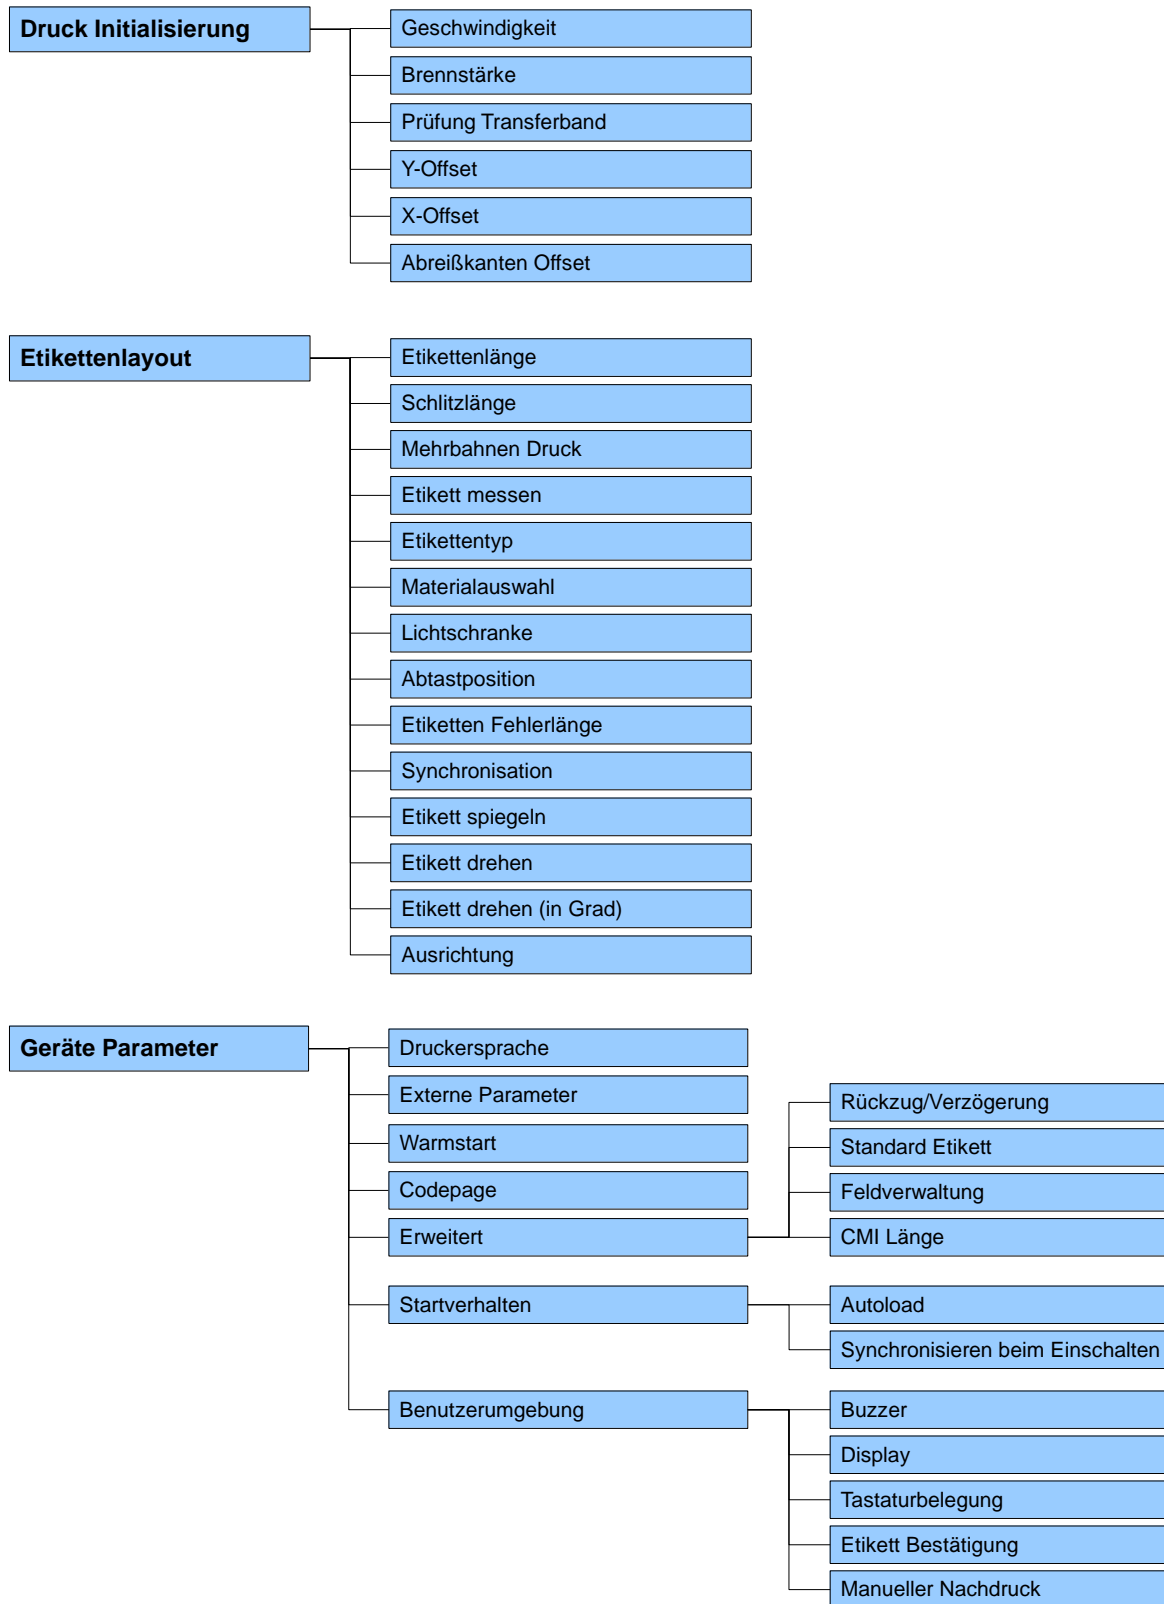 Druck Initialisierung
Geschwindigkeit
Brennstärke
Prüfung Transferband
Y-Offset
X-Offset
Abreißkanten Offset
Etikettenlayout
Etikettenlänge
Schlitzlänge
Mehrbahnen Druck
Etikett messen
Etikettentyp
Materialauswahl
Lichtschranke
Abtastposition
Etiketten Fehlerlänge
Synchronisation
Etikett spiegeln
Etikett drehen
Etikett drehen (in Grad)
Ausrichtung
Geräte Parameter
Druckersprache
Externe Parameter
Warmstart
Codepage
Erweitert
Rückzug/Verzögerung
Standard Etikett
Feldverwaltung
CMI Länge
Startverhalten
Autoload
Synchronisieren beim Einschalten
Benutzerumgebung
Buzzer
Display
Tastaturbelegung
Etikett Bestätigung
Manueller Nachdruck